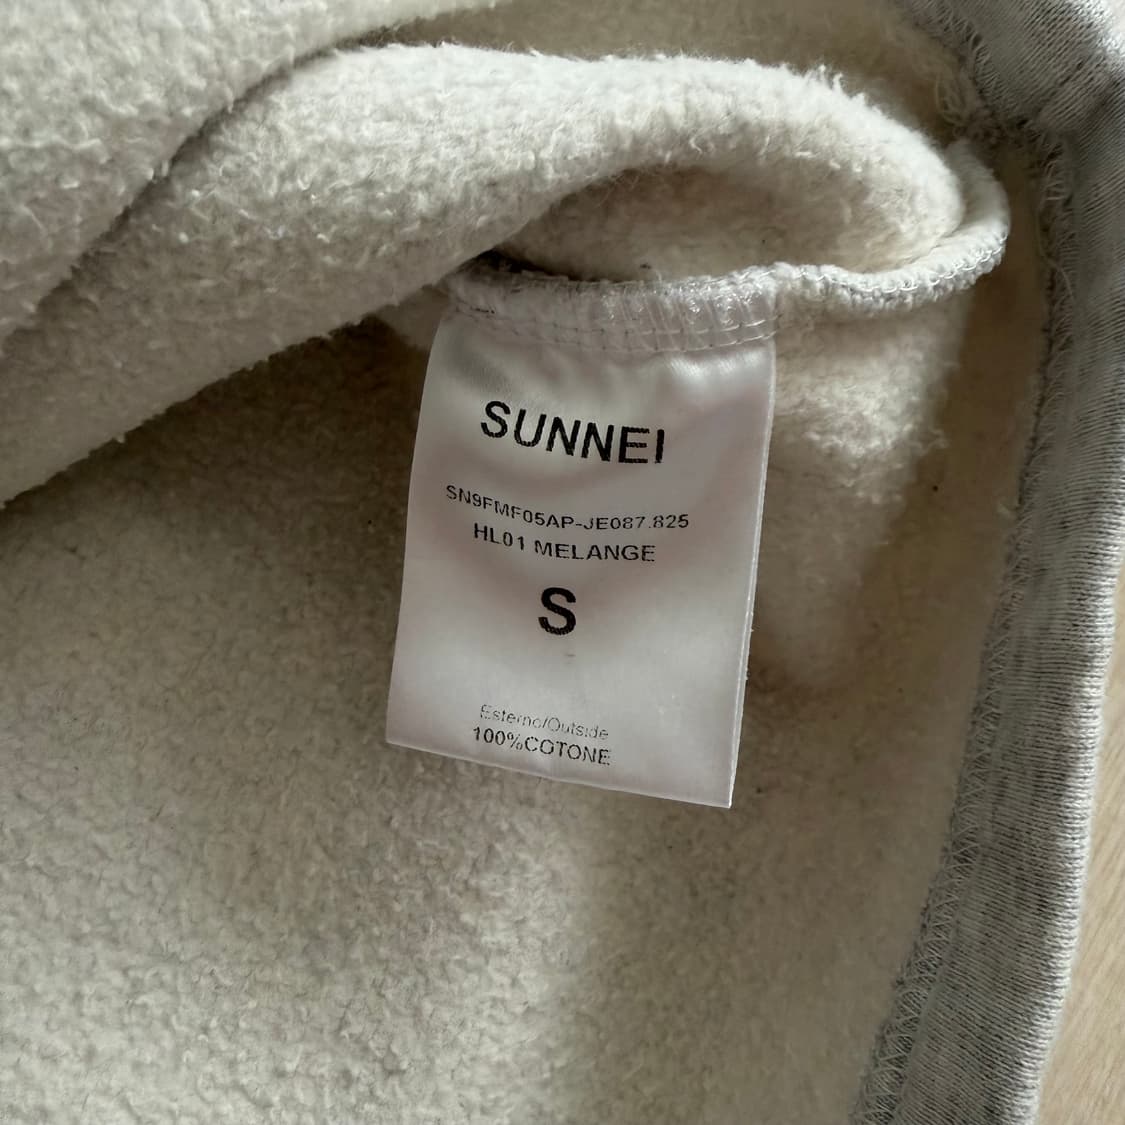 SUNNEI
SN9FMF05AP-JE087.825
HL01 MELANGE
S
Esterno/Outside
100%COTONE